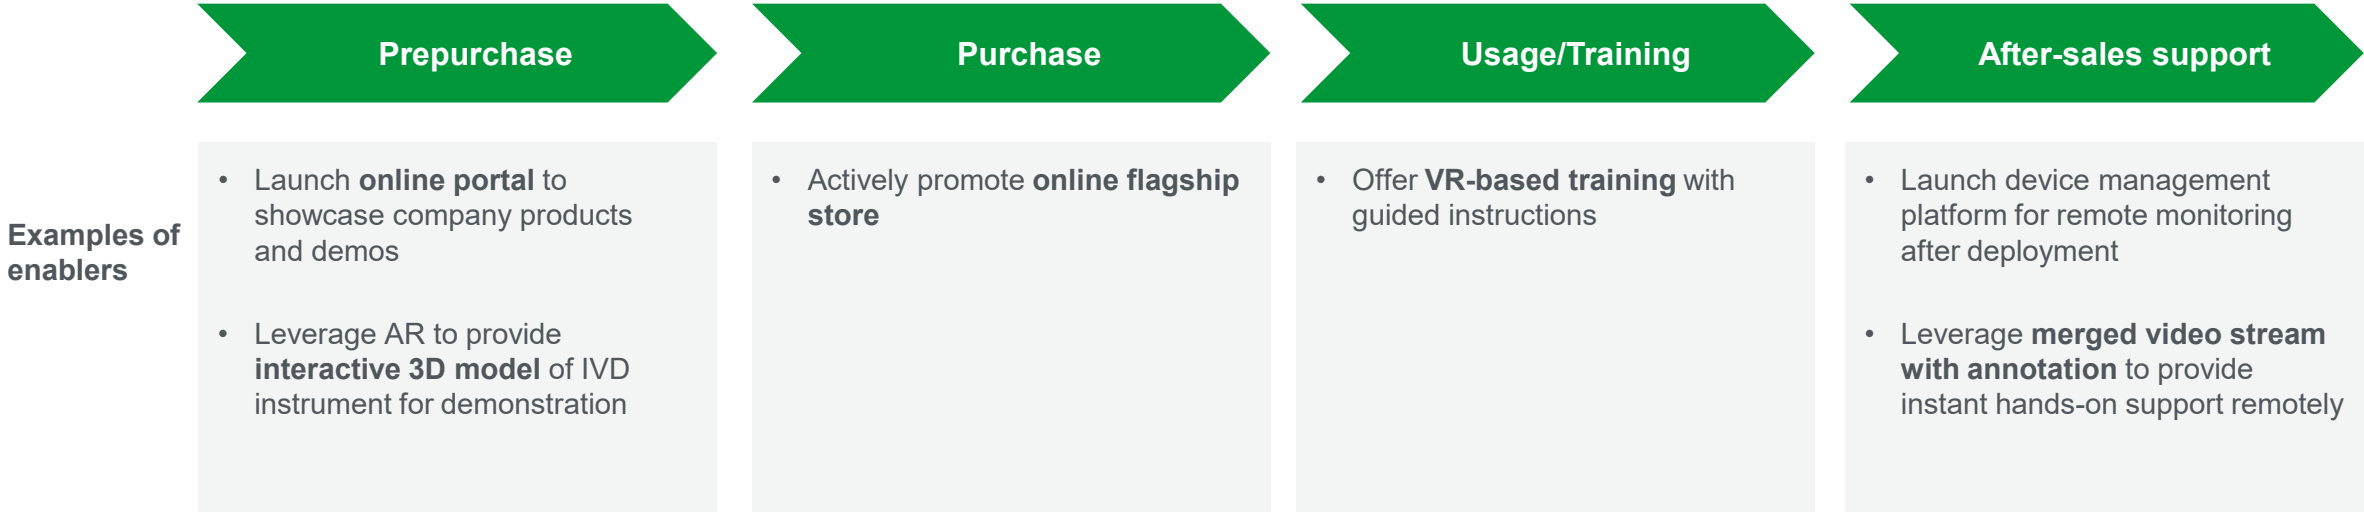 Prepurchase
Purchase
Usage/Training
After-sales support
Examples of
enablers
• Launch online portal to
showcase company products
and demos
• Leverage AR to provide
interactive 3D model of IVD
instrument for demonstration
• Actively promote online flagship
store
• Offer VR-based training with
guided instructions
• Launch device management
platform for remote monitoring
after deployment
• Leverage merged video stream
with annotation to provide
instant hands-on support remotely